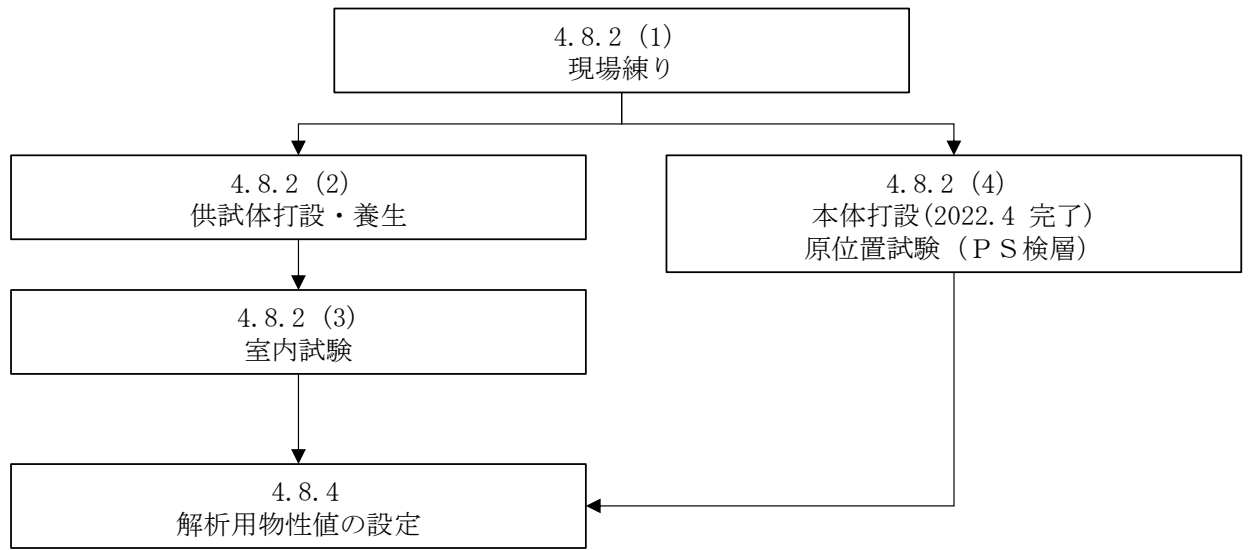 4.8.2 (1)
現場練り
4.8.2 (2)
供試体打設・養生
4.8.2 (4)
本体打設(2022.4 完了)
原位置試験（ＰＳ検層）
4.8.2 (3)
室内試験
4.8.4
解析用物性値の設定